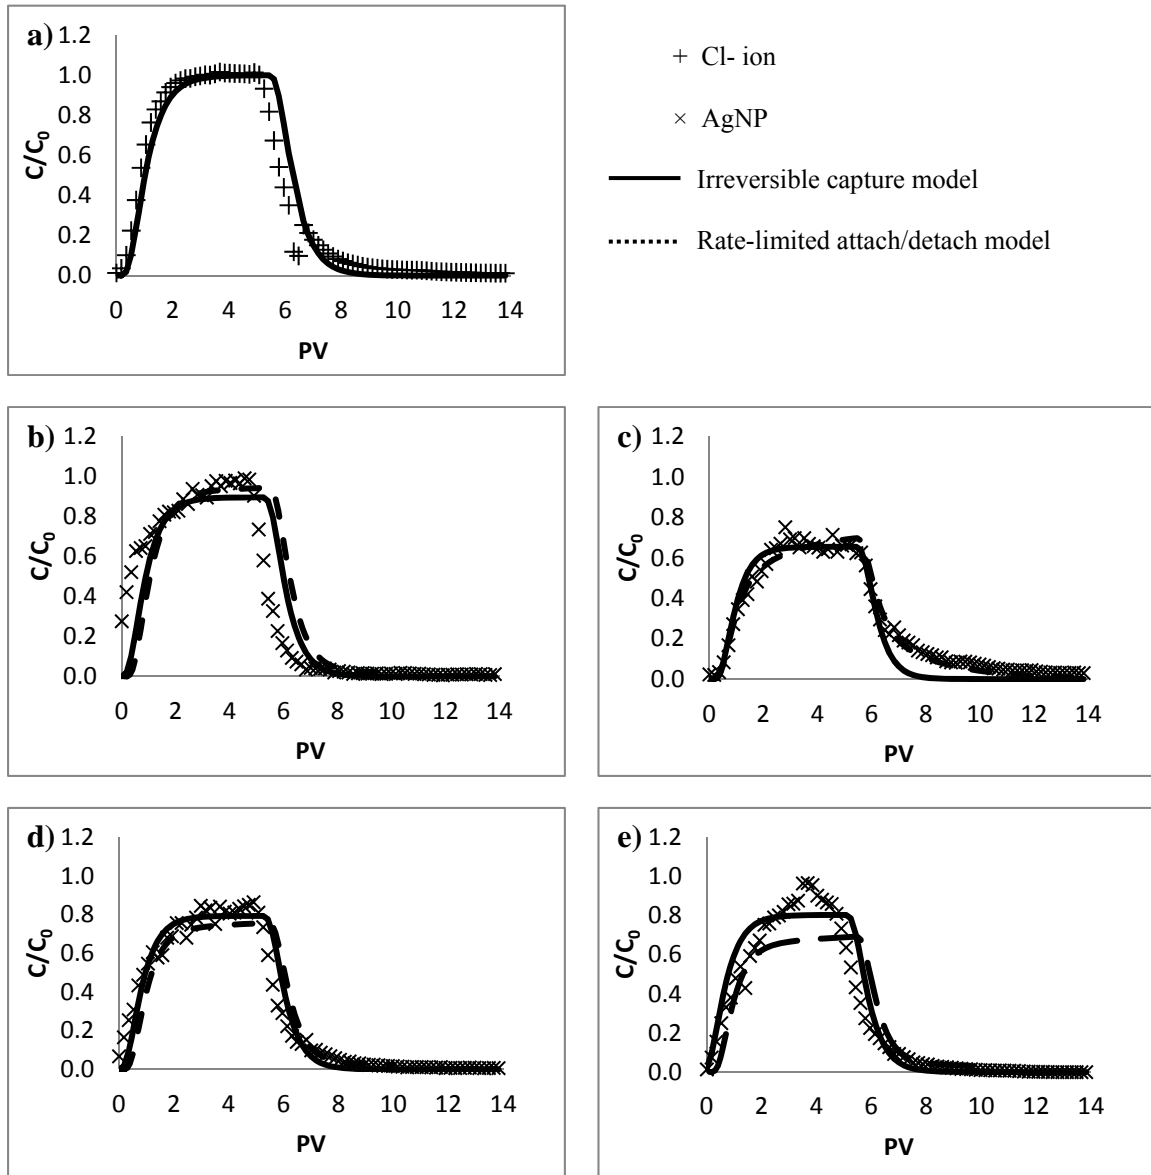 a)
1.2
1.0
0.8
0.6
0.4
0.2
0.0
C/C₀
0 2 4 6 8 10 12 14
PV
+ Cl- ion
× AgNP
Irreversible capture model
Rate-limited attach/detach model
b)
1.2
1.0
0.8
0.6
0.4
0.2
0.0
C/C₀
0 2 4 6 8 10 12 14
PV
c)
1.2
1.0
0.8
0.6
0.4
0.2
0.0
C/C₀
0 2 4 6 8 10 12 14
PV
d)
1.2
1.0
0.8
0.6
0.4
0.2
0.0
C/C₀
0 2 4 6 8 10 12 14
PV
e)
1.2
1.0
0.8
0.6
0.4
0.2
0.0
C/C₀
0 2 4 6 8 10 12 14
PV